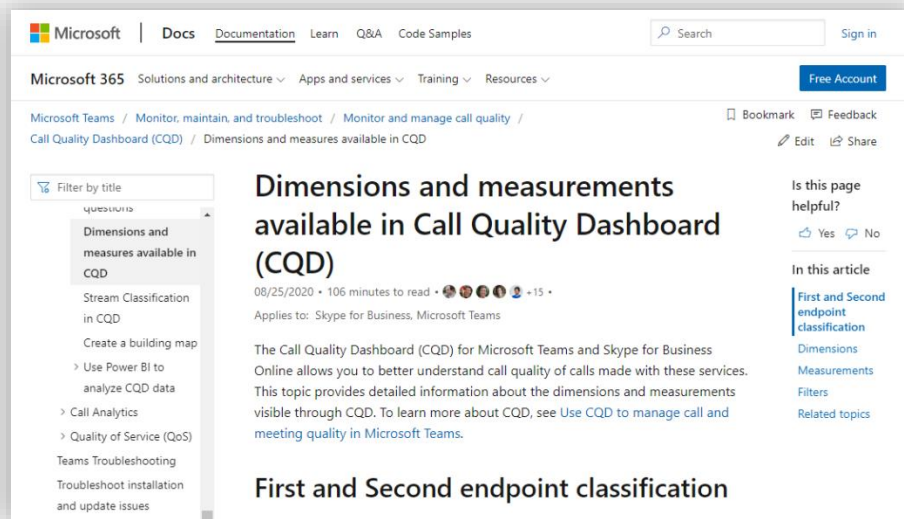 Microsoft | Docs Documentation Learn Q&A Code Samples Search Sign in
Microsoft 365 Solutions and architecture Apps and services Training Resources Free Account
Microsoft Teams / Monitor, maintain, and troubleshoot / Monitor and manage call quality /
Call Quality Dashboard (CQD) / Dimensions and measures available in CQD
Bookmark Feedback
Edit Share
Filter by title
questions
Dimensions and
measures available in
CQD
Stream Classification
in CQD
Create a building map
> Use Power BI to
analyze CQD data
> Call Analytics
> Quality of Service (QoS)
Teams Troubleshooting
Troubleshoot installation
and update issues
Dimensions and measurements
available in Call Quality Dashboard
(CQD)
08/25/2020 • 106 minutes to read • +15 •
Applies to: Skype for Business, Microsoft Teams
The Call Quality Dashboard (CQD) for Microsoft Teams and Skype for Business
Online allows you to better understand call quality of calls made with these services.
This topic provides detailed information about the dimensions and measurements
visible through CQD. To learn more about CQD, see Use CQD to manage call and
meeting quality in Microsoft Teams.
First and Second endpoint classification
Is this page
helpful?
Yes No
In this article
First and Second
endpoint
classification
Dimensions
Measurements
Filters
Related topics